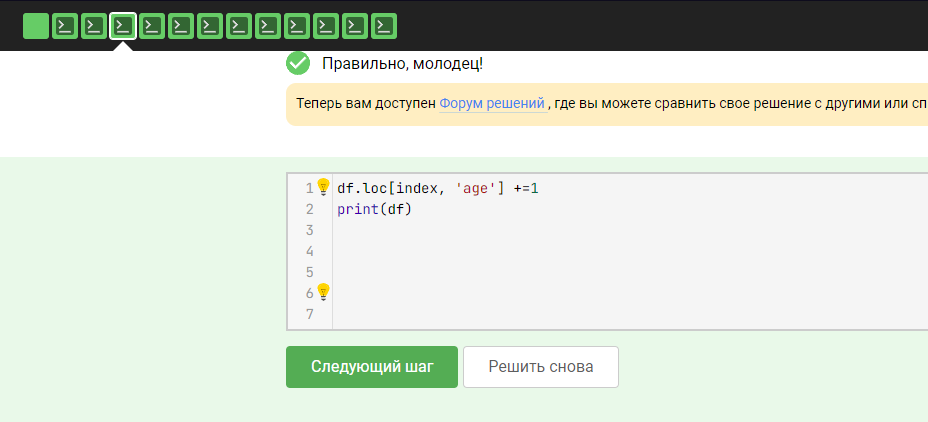 Правильно, молодец!
Теперь вам доступен Форум решений , где вы можете сравнить свое решение с другими или сп
1 df.loc[index, 'age'] +=1
2 print(df)
3
4
5
6
7
Следующий шаг
Решить снова